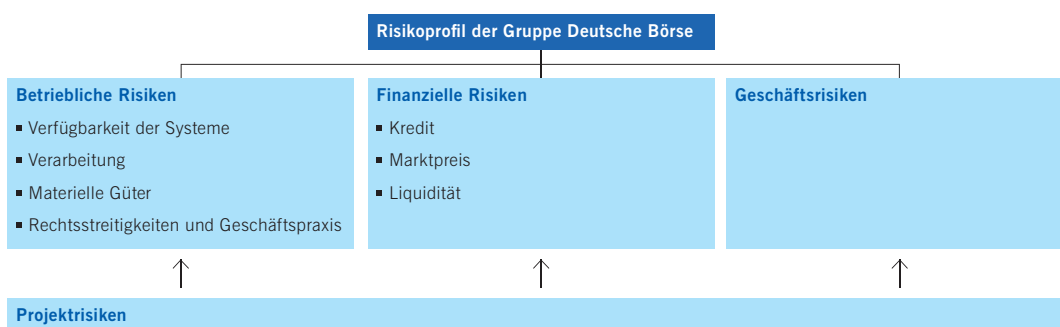 Risikoprofil der Gruppe Deutsche Börse
Betriebliche Risiken
▪ Verfügbarkeit der Systeme
▪ Verarbeitung
▪ Materielle Güter
▪ Rechtsstreitigkeiten und Geschäftspraxis
Finanzielle Risiken
▪ Kredit
▪ Marktpreis
▪ Liquidität
Geschäftsrisiken
Projektrisiken